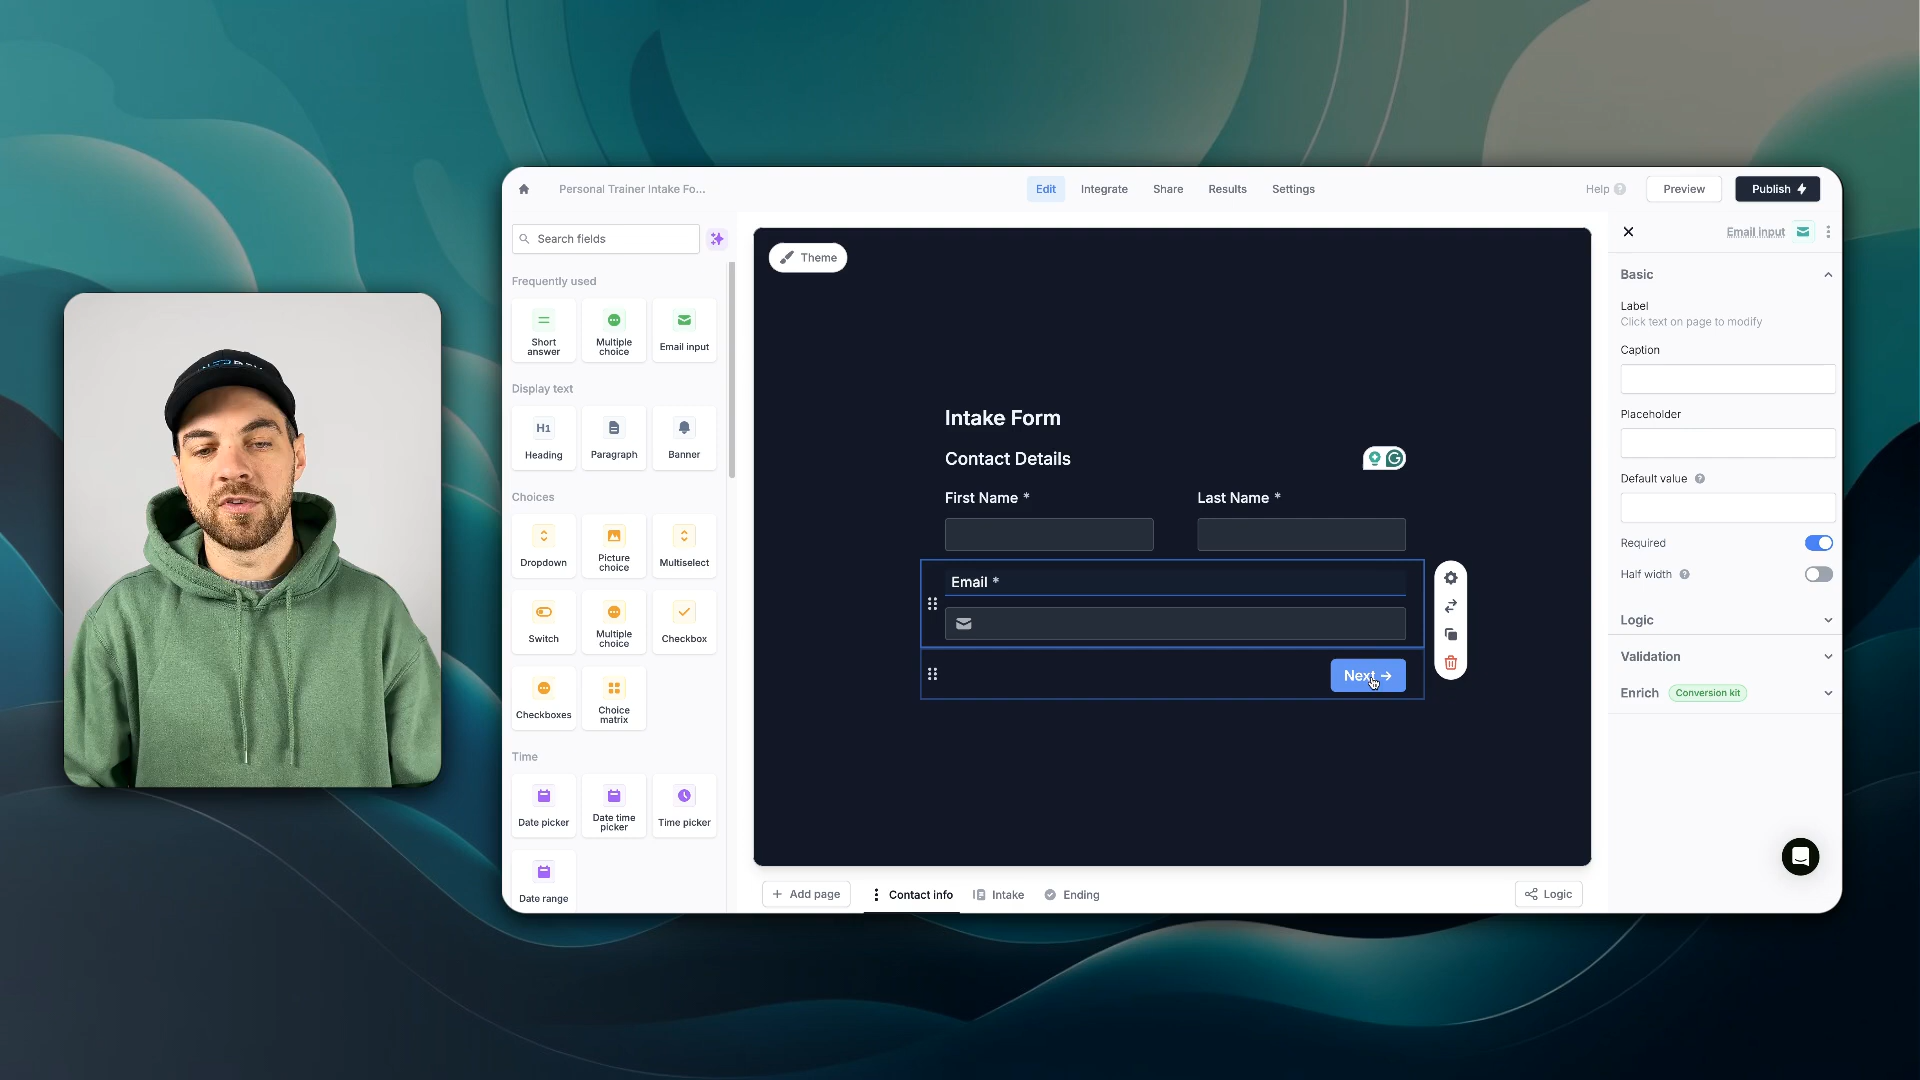 Personal Trainer Intake Fo...
Edit
Integrate
Share
Results
Settings
Help
Preview
Publish
Search fields
Frequently used
Short answer
Multiple choice
Email input
Display text
H1
Heading
Paragraph
Banner
Choices
Dropdown
Picture choice
Multiselect
Switch
Multiple choice
Checkbox
Checkboxes
Choice matrix
Time
Date picker
Date time picker
Time picker
Date range
Theme
Intake Form
Contact Details
First Name *
Last Name *
Email *
Next →
Add page
Contact info
Intake
Ending
Logic
Email input
Basic
Label
Click text on page to modify
Caption
Placeholder
Default value
Required
Half width
Logic
Validation
Enrich
Conversion kit